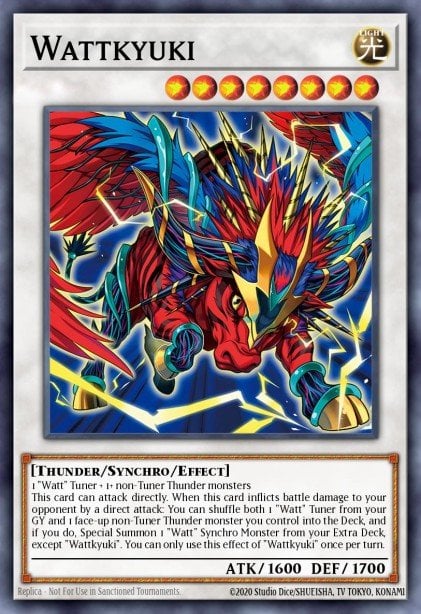 WATTKYUKI
LIGHT
光
[THUNDER/SYNCHRO/EFFECT]
1 "Watt" Tuner + 1+ non-Tuner Thunder monsters
This card can attack directly. When this card inflicts battle damage to your
opponent by a direct attack: You can shuffle both 1 "Watt" Tuner from your
GY and 1 face-up non-Tuner Thunder monster you control into the Deck, and
if you do, Special Summon 1 "Watt" Synchro Monster from your Extra Deck,
except "Wattkyuki". You can only use this effect of "Wattkyuki" once per turn.
ATK/1600 DEF/1700
Replica - Not For Use in Sanctioned Tournaments.
©2020 Studio Dice/SHUEISHA, TV TOKYO, KONAMI